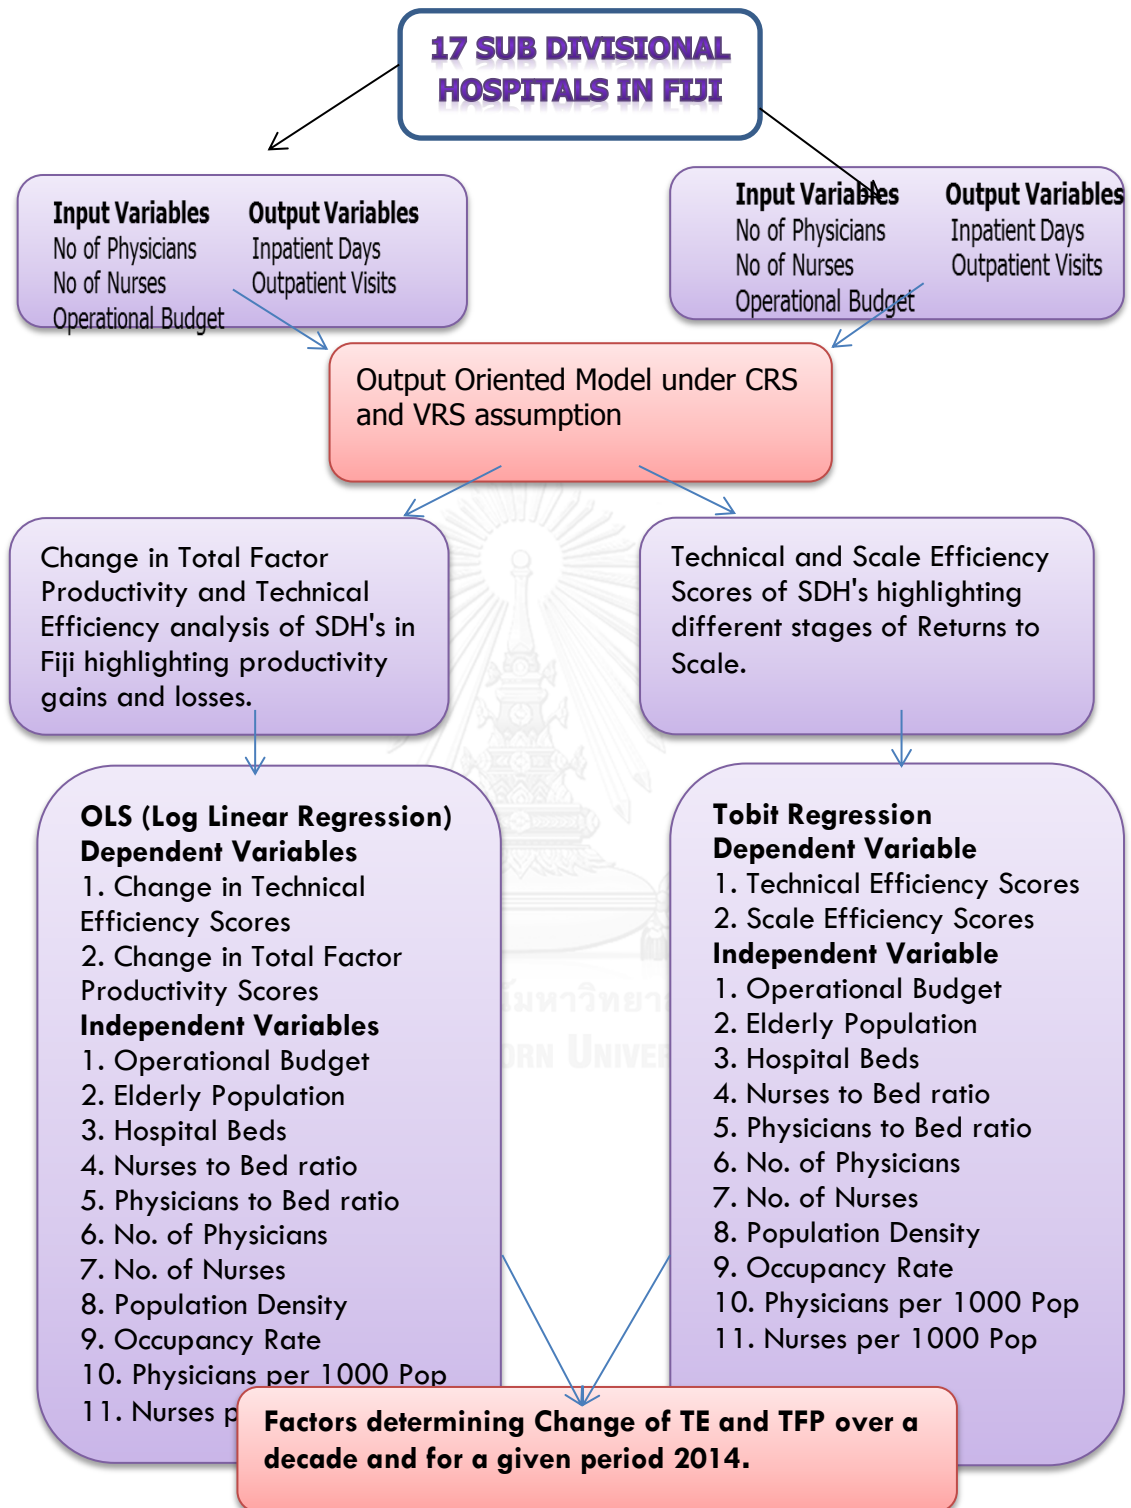 17 SUB DIVISIONAL
HOSPITALS IN FIJI
Input Variables Output Variables
No of Physicians Inpatient Days
No of Nurses Outpatient Visits
Operational Budget
Input Variables Output Variables
No of Physicians Inpatient Days
No of Nurses Outpatient Visits
Operational Budget
Output Oriented Model under CRS
and VRS assumption
Change in Total Factor
Productivity and Technical
Efficiency analysis of SDH's in
Fiji highlighting productivity
gains and losses.
Technical and Scale Efficiency
Scores of SDH's highlighting
different stages of Returns to
Scale.
OLS (Log Linear Regression)
Dependent Variables
1. Change in Technical
Efficiency Scores
2. Change in Total Factor
Productivity Scores
Independent Variables
1. Operational Budget
2. Elderly Population
3. Hospital Beds
4. Nurses to Bed ratio
5. Physicians to Bed ratio
6. No. of Physicians
7. No. of Nurses
8. Population Density
9. Occupancy Rate
10. Physicians per 1000 Pop
11. Nurses p
Tobit Regression
Dependent Variable
1. Technical Efficiency Scores
2. Scale Efficiency Scores
Independent Variable
1. Operational Budget
2. Elderly Population
3. Hospital Beds
4. Nurses to Bed ratio
5. Physicians to Bed ratio
6. No. of Physicians
7. No. of Nurses
8. Population Density
9. Occupancy Rate
10. Physicians per 1000 Pop
11. Nurses per 1000 Pop
Factors determining Change of TE and TFP over a
decade and for a given period 2014.